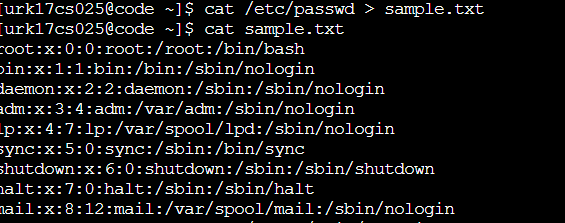 [urk17cs025@code ~]$ cat /etc/passwd > sample.txt
[urk17cs025@code ~]$ cat sample.txt
root:x:0:0:root:/root:/bin/bash
bin:x:1:1:bin:/bin:/sbin/nologin
daemon:x:2:2:daemon:/sbin:/sbin/nologin
adm:x:3:4:adm:/var/adm:/sbin/nologin
lp:x:4:7:lp:/var/spool/lpd:/sbin/nologin
sync:x:5:0:sync:/sbin:/bin/sync
shutdown:x:6:0:shutdown:/sbin:/sbin/shutdown
halt:x:7:0:halt:/sbin:/sbin/halt
mail:x:8:12:mail:/var/spool/mail:/sbin/nologin